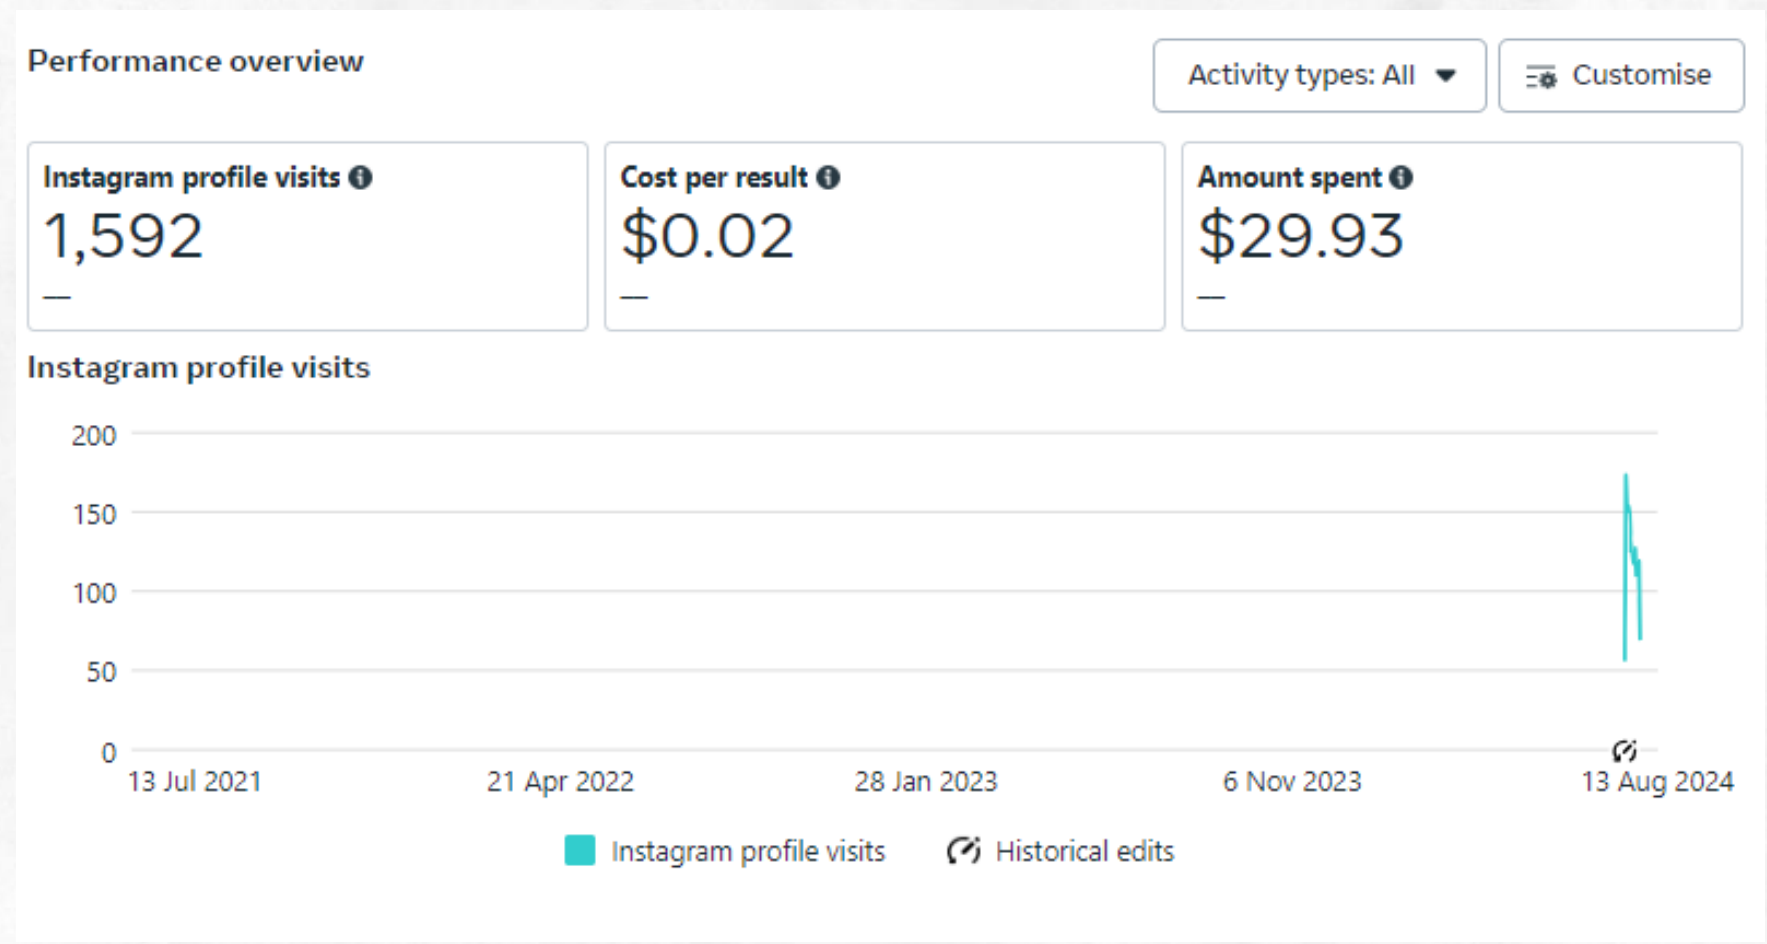 Performance overview
Activity types: All
Customise
Instagram profile visits
1,592
—
Cost per result
$0.02
—
Amount spent
$29.93
—
Instagram profile visits
200
150
100
50
0
13 Jul 2021
21 Apr 2022
28 Jan 2023
6 Nov 2023
13 Aug 2024
Instagram profile visits
Historical edits